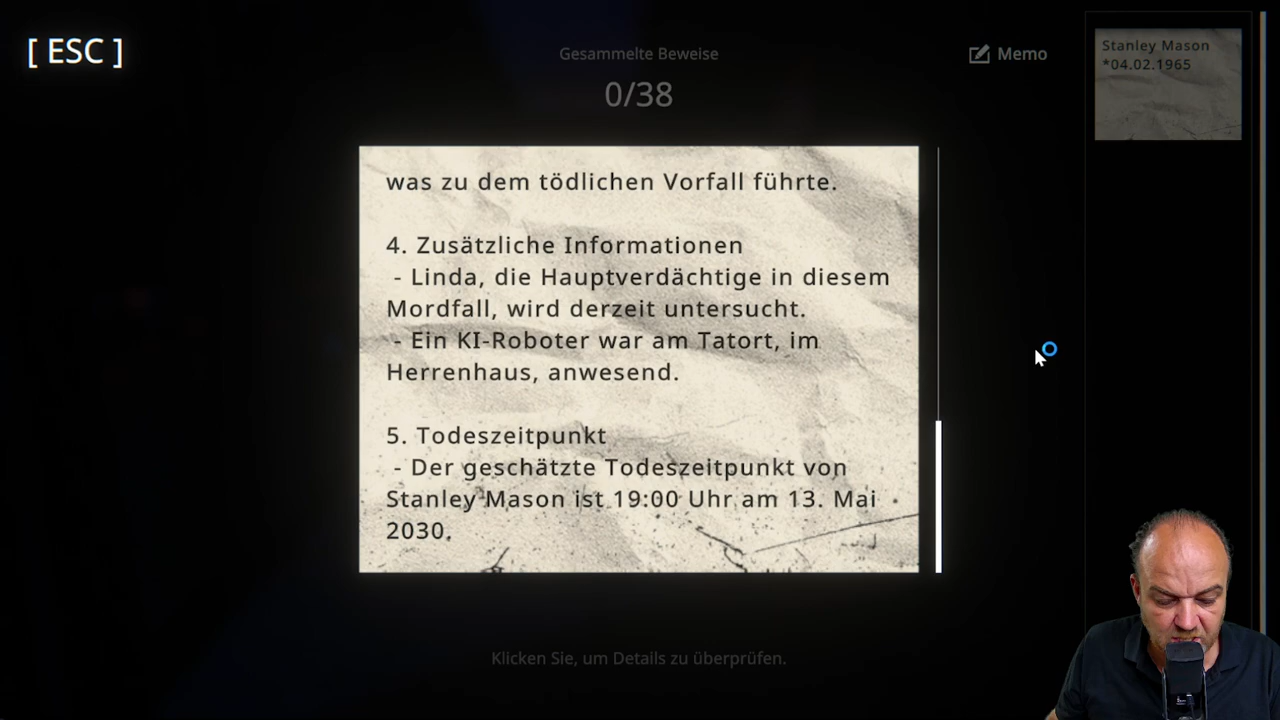 [ ESC ]
Gesammelte Beweise
0/38
Memo
Stanley Mason
*04.02.1965
was zu dem tödlichen Vorfall führte.
4. Zusätzliche Informationen
- Linda, die Hauptverdächtige in diesem
Mordfall, wird derzeit untersucht.
- Ein KI-Roboter war am Tatort, im
Herrenhaus, anwesend.
5. Todeszeitpunkt
- Der geschätzte Todeszeitpunkt von
Stanley Mason ist 19:00 Uhr am 13. Mai
2030.
Klicken Sie, um Details zu überprüfen.